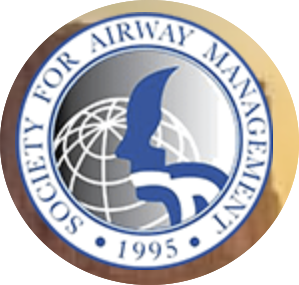 SOCIETY FOR AIRWAY MANAGEMENT
• 1995 •